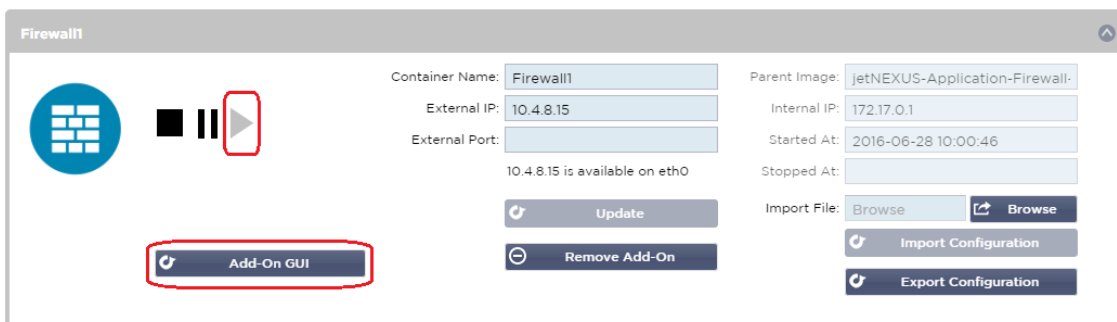 Firewall1
Container Name: Firewall1
External IP: 10.4.8.15
External Port:
10.4.8.15 is available on eth0
Update
Remove Add-On
Add-On GUI
Parent Image: jetNEXUS-Application-Firewall-
Internal IP: 172.17.0.1
Started At: 2016-06-28 10:00:46
Stopped At:
Import File: Browse Browse
Import Configuration
Export Configuration